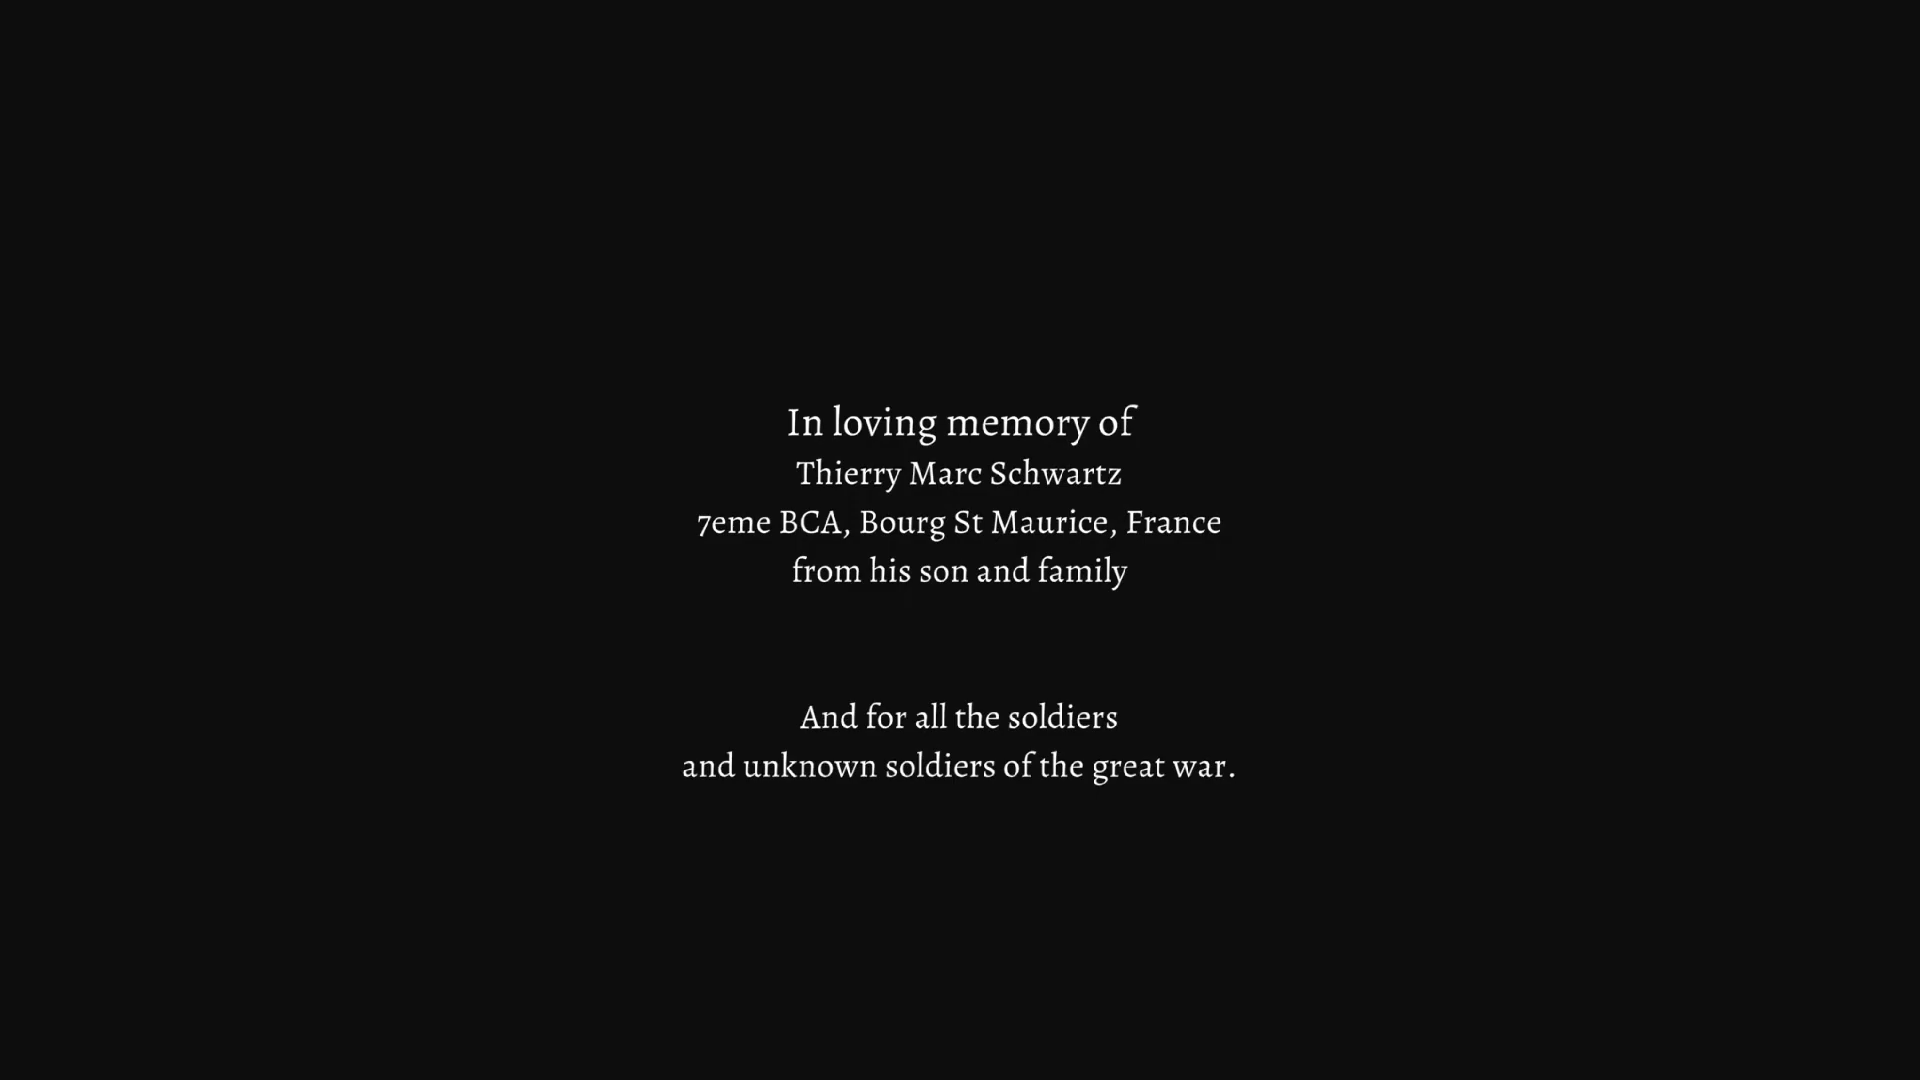 In loving memory of
Thierry Marc Schwartz
7eme BCA, Bourg St Maurice, France
from his son and family
And for all the soldiers
and unknown soldiers of the great war.